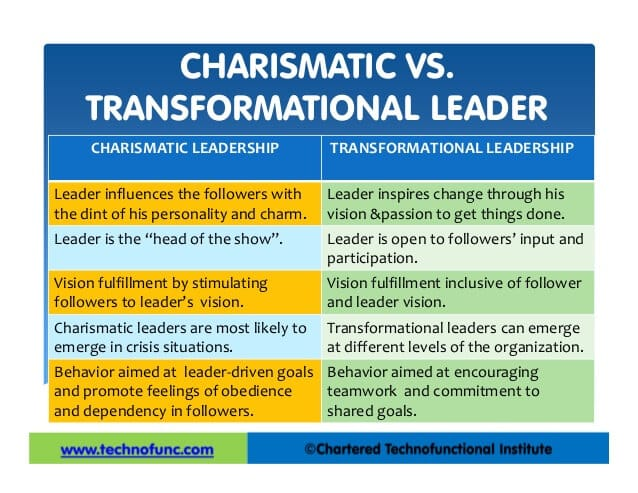 CHARISMATIC VS.
TRANSFORMATIONAL LEADER
CHARISMATIC LEADERSHIP
TRANSFORMATIONAL LEADERSHIP
Leader influences the followers with
the dint of his personality and charm.
Leader inspires change through his
vision &passion to get things done.
Leader is the “head of the show”.
Leader is open to followers’ input and
participation.
Vision fulfillment by stimulating
followers to leader’s vision.
Vision fulfillment inclusive of follower
and leader vision.
Charismatic leaders are most likely to
emerge in crisis situations.
Transformational leaders can emerge
at different levels of the organization.
Behavior aimed at leader-driven goals
and promote feelings of obedience
and dependency in followers.
Behavior aimed at encouraging
teamwork and commitment to
shared goals.
www.technofunc.com
©Chartered Technofunctional Institute